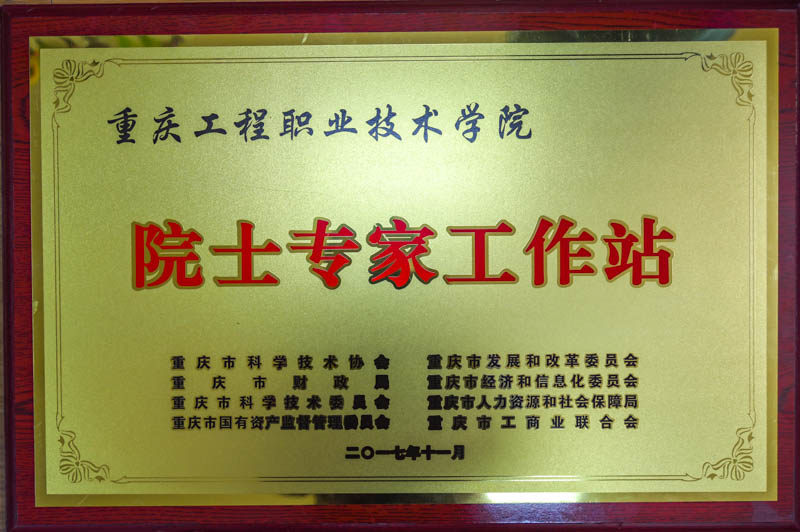 重庆工程职业技术学院
院士专家工作站
重庆市科学技术协会 重庆市发展和改革委员会
重庆市财政局 重庆市经济和信息化委员会
重庆市科学技术委员会 重庆市人力资源和社会保障局
重庆市国有资产监督管理委员会 重庆市工商业联合会
二〇一七年十一月